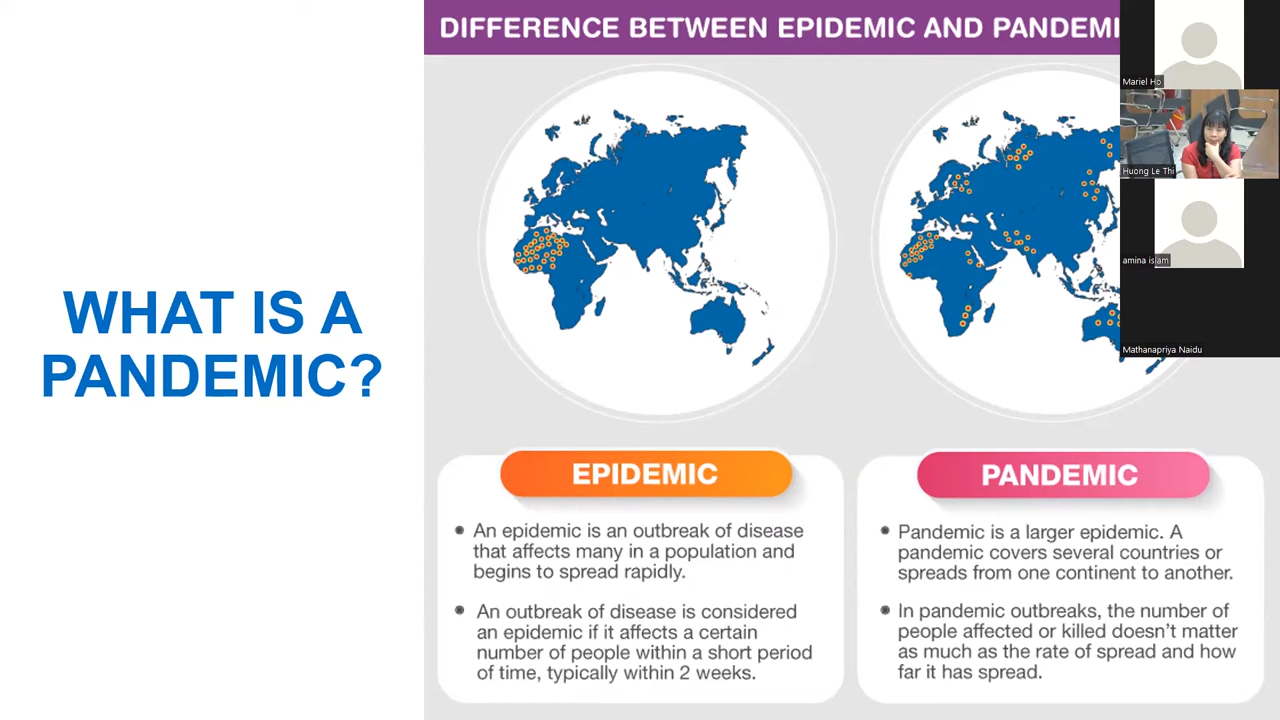 WHAT IS A
PANDEMIC?
DIFFERENCE BETWEEN EPIDEMIC AND PANDEMI
EPIDEMIC
• An epidemic is an outbreak of disease
that affects many in a population and
begins to spread rapidly.
• An outbreak of disease is considered
an epidemic if it affects a certain
number of people within a short period
of time, typically within 2 weeks.
PANDEMIC
• Pandemic is a larger epidemic. A
pandemic covers several countries or
spreads from one continent to another.
• In pandemic outbreaks, the number of
people affected or killed doesn't matter
as much as the rate of spread and how
far it has spread.
Mariel Ho
Huong Le Thi
amina islam
Mathanapriya Naidu